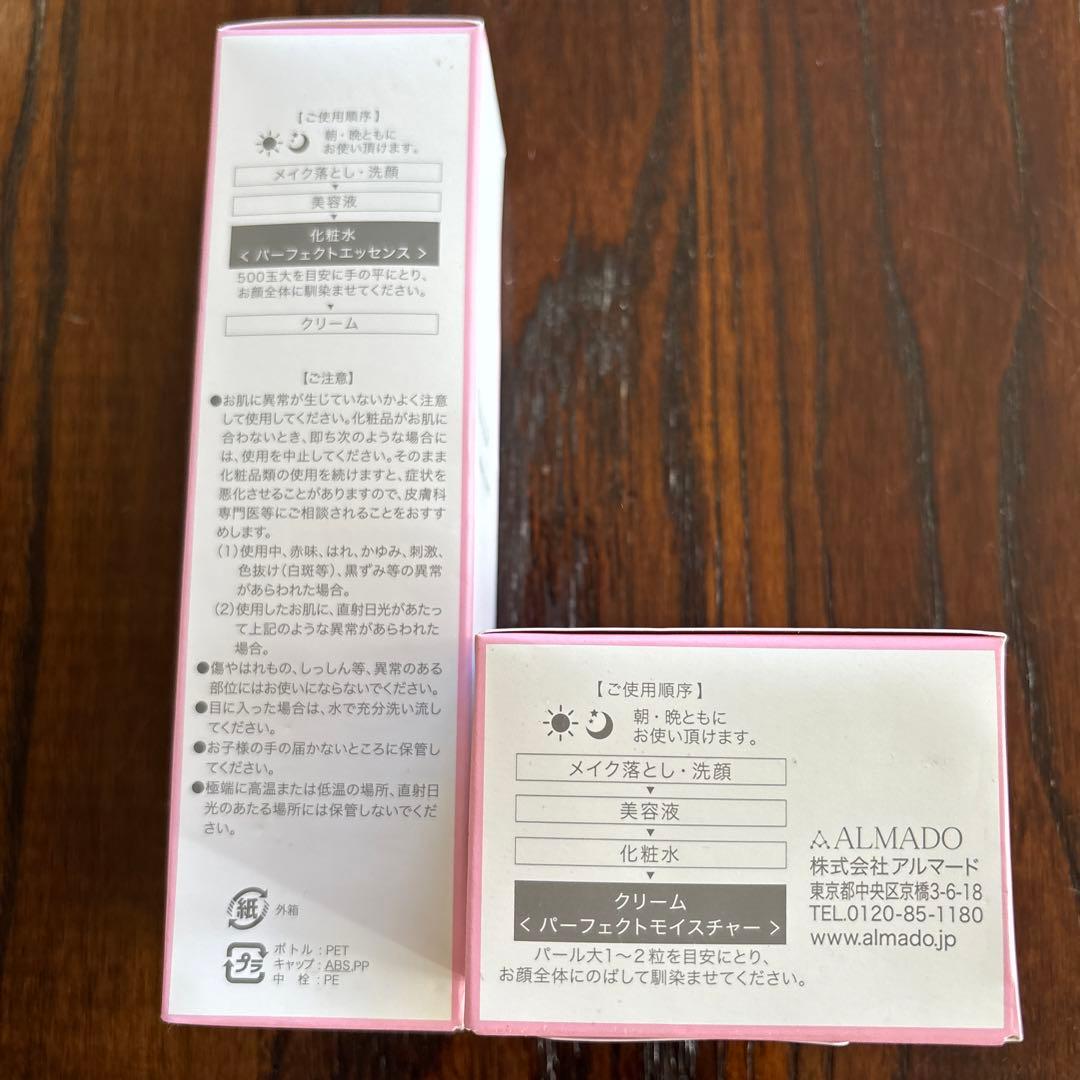 【ご使用順序】
朝・晩ともに
お使い頂けます。
メイク落とし・洗顔
▼
美容液
▼
化粧水
< パーフェクトエッセンス >
500玉大を目安に手の平にとり、
お顔全体に馴染ませてください。
▼
クリーム
【ご注意】
●お肌に異常が生じていないかよく注意
して使用してください。化粧品がお肌に
合わないとき、即ち次のような場合に
は、使用を中止してください。そのまま
化粧品類の使用を続けますと、症状を
悪化させることがありますので、皮膚科
専門医等にご相談されることをおすす
めします。
(1)使用中、赤味、はれ、かゆみ、刺激、
色抜け(白斑等)、黒ずみ等の異常
があらわれた場合。
(2)使用したお肌に、直射日光があたっ
て上記のような異常があらわれた
場合。
●傷やはれもの、しっしん等、異常のある
部位にはお使いにならないでください。
●目に入った場合は、水で充分洗い流し
てください。
●お子様の手の届かないところに保管し
てください。
●極端に高温または低温の場所、直射日
光のあたる場所には保管しないでくだ
さい。
紙 外箱
プラ
ボトル : PET
キャップ : ABS,PP
中 栓 : PE
【ご使用順序】
朝・晩ともに
お使い頂けます。
メイク落とし・洗顔
▼
美容液
▼
化粧水
▼
クリーム
< パーフェクトモイスチャー >
パール大1〜2粒を目安にとり、
お顔全体にのばして馴染ませてください。
ALMADO
株式会社アルマード
東京都中央区京橋3-6-18
TEL.0120-85-1180
www.almado.jp